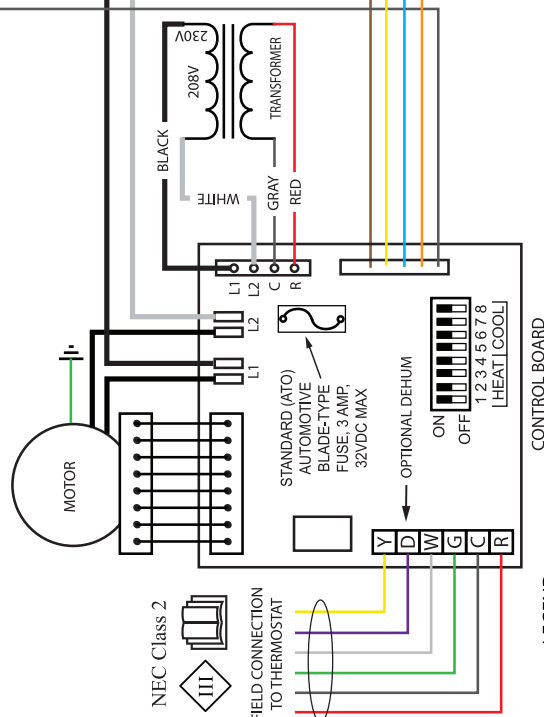 230V
208V
TRANSFORMER
BLACK
WHITE
GRAY
RED
L1
L2
C
R
L2
L1
MOTOR
STANDARD (ATO)
AUTOMOTIVE
BLADE-TYPE
FUSE, 3 AMP,
32VDC MAX
OPTIONAL DEHUM
ON
OFF
1 2 3 4 5 6 7 8
HEAT COOL
CONTROL BOARD
Y
D
W
G
C
R
NEC Class 2
III
FIELD CONNECTION
TO THERMOSTAT